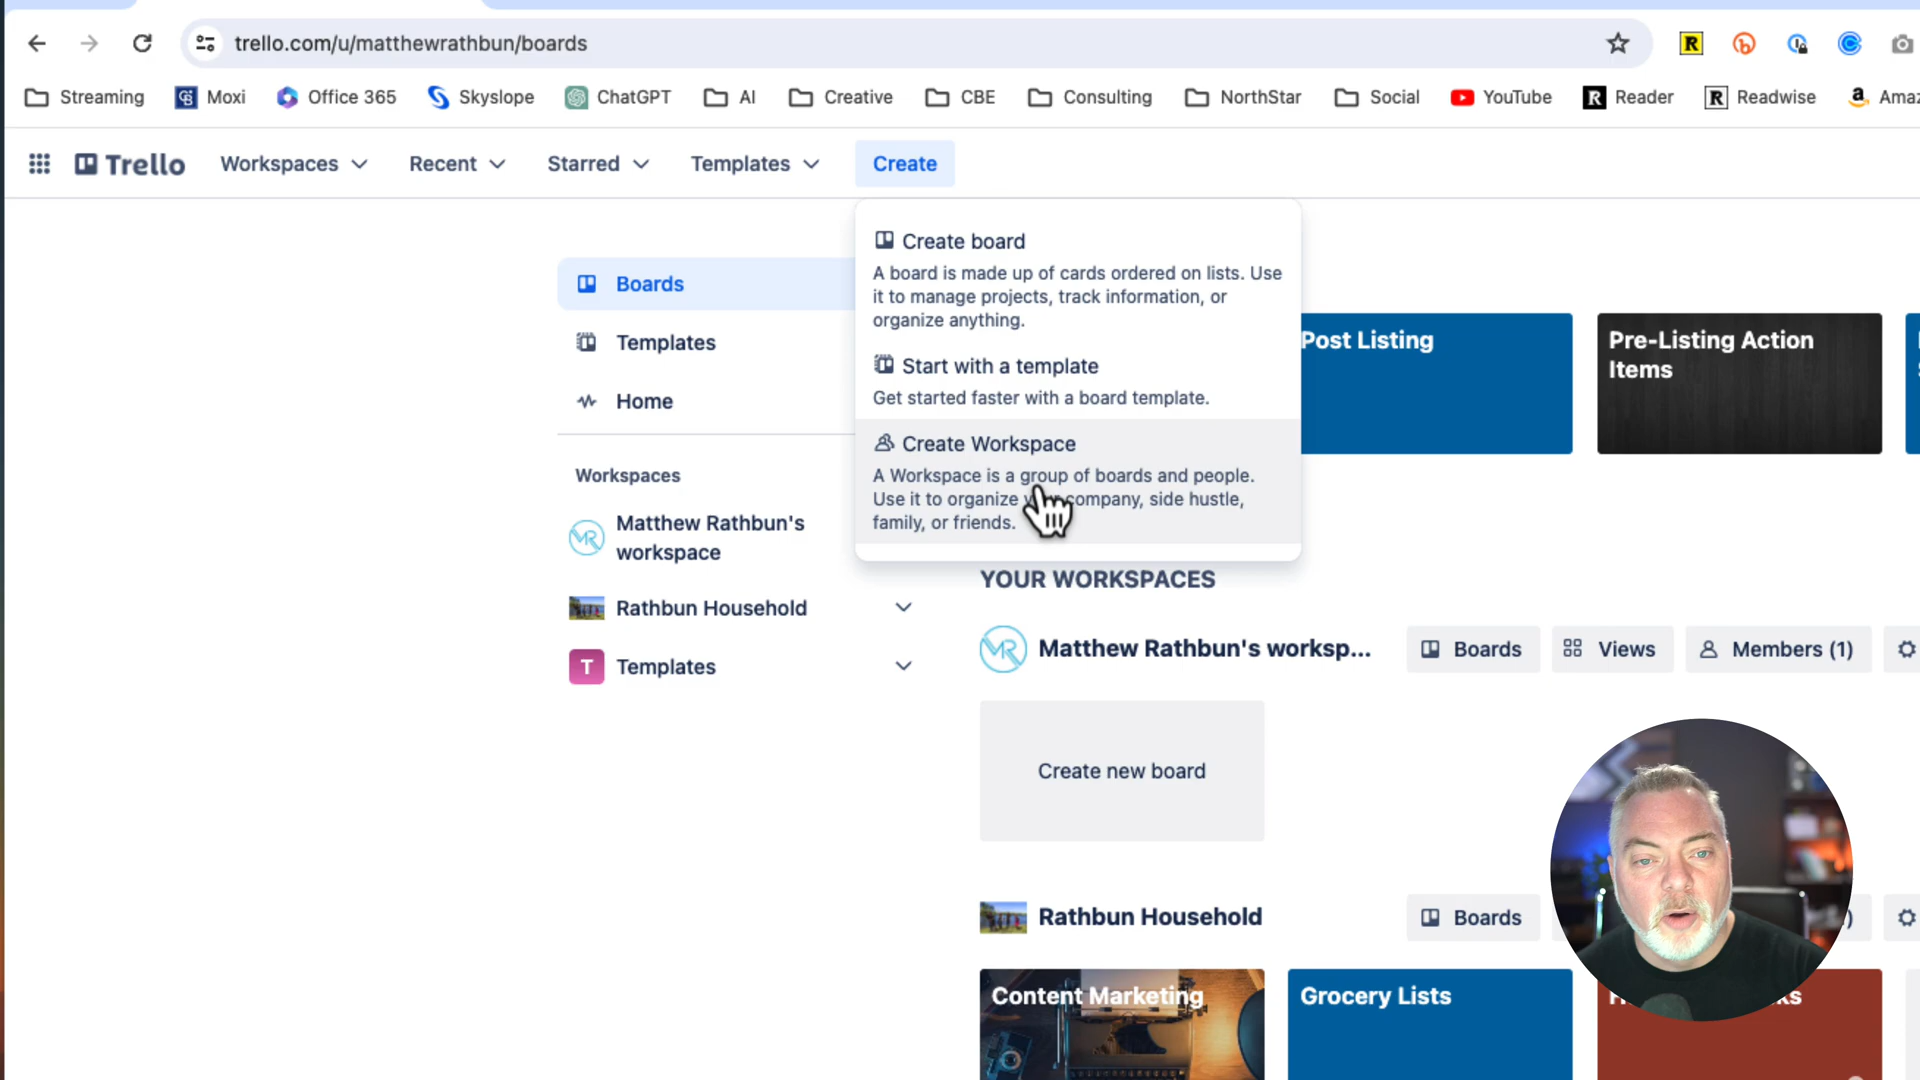 trello.com/u/matthewrathbun/boards
Streaming Moxi Office 365 Skyslope ChatGPT AI Creative CBE Consulting NorthStar Social YouTube Reader Readwise
Trello Workspaces Recent Starred Templates Create
Create board
A board is made up of cards ordered on lists. Use
it to manage projects, track information, or
organize anything.
Start with a template
Get started faster with a board template.
Create Workspace
A Workspace is a group of boards and people.
Use it to organize your company, side hustle,
family, or friends.
Boards
Templates
Home
Workspaces
Matthew Rathbun's
workspace
Rathbun Household
T Templates
Post Listing
Pre-Listing Action
Items
YOUR WORKSPACES
Matthew Rathbun's worksp... Boards Views Members (1)
Create new board
Rathbun Household Boards
Content Marketing
Grocery Lists